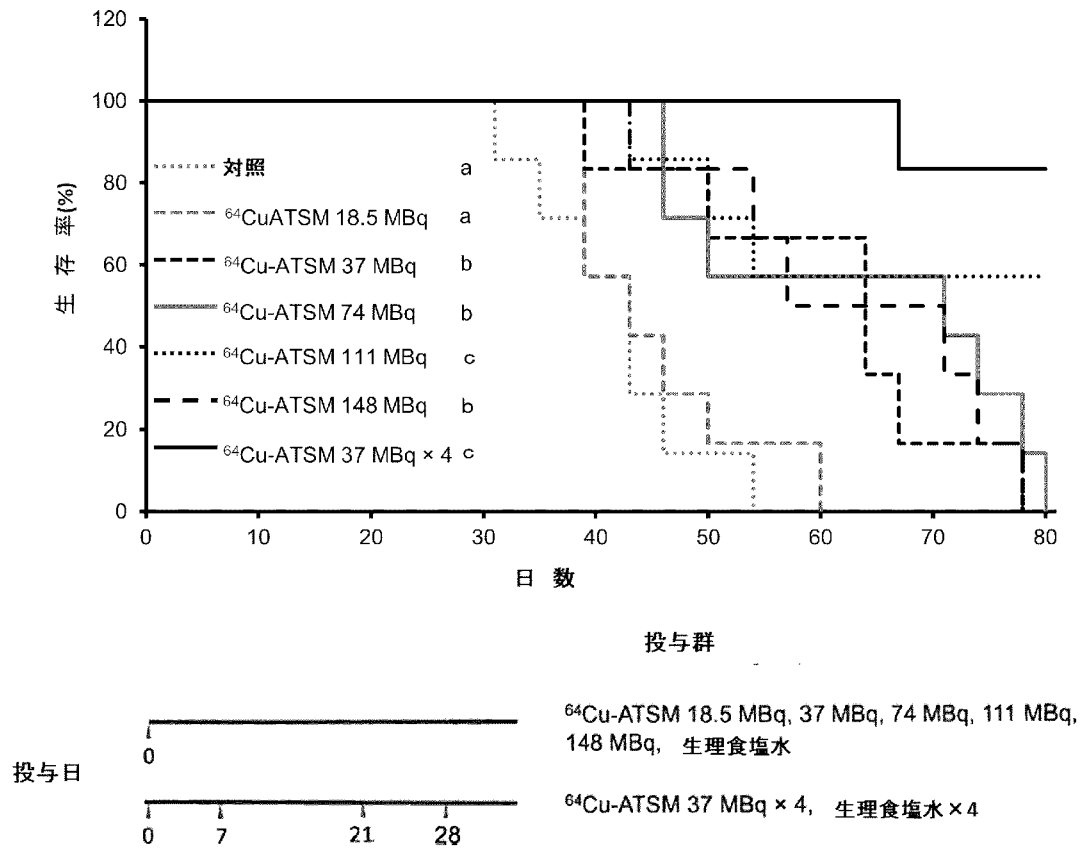 120
100
80
60
40
20
0
生存率(%)
対照 a
⁶⁴CuATSM 18.5 MBq a
⁶⁴Cu-ATSM 37 MBq b
⁶⁴Cu-ATSM 74 MBq b
⁶⁴Cu-ATSM 111 MBq c
⁶⁴Cu-ATSM 148 MBq b
⁶⁴Cu-ATSM 37 MBq × 4 c
0 10 20 30 40 50 60 70 80
日 数
投与群
投与日
0
⁶⁴Cu-ATSM 18.5 MBq, 37 MBq, 74 MBq, 111 MBq,
148 MBq, 生理食塩水
0 7 21 28
⁶⁴Cu-ATSM 37 MBq × 4, 生理食塩水×4